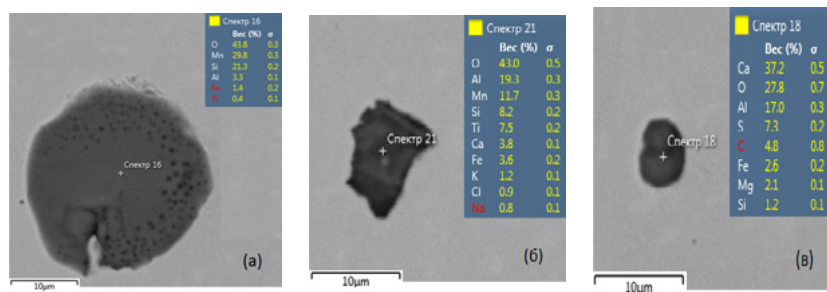 Спектр 16
Вес (%) σ
O 43.8 0.3
Mn 29.8 0.3
Si 21.3 0.2
Al 3.3 0.1
Fe 1.4 0.2
0.4 0.1
Спектр 16
10μm
(а)
Спектр 21
Вес (%) σ
O 43.0 0.5
Al 19.3 0.3
Mn 11.7 0.3
Si 8.2 0.2
Ti 7.5 0.2
Ca 3.8 0.1
Fe 3.6 0.2
K 1.2 0.1
Cl 0.9 0.1
Na 0.8 0.1
Спектр 21
10μm
(б)
Спектр 18
Вес (%) σ
Ca 37.2 0.5
O 27.8 0.7
Al 17.0 0.3
S 7.3 0.2
C 4.8 0.8
Fe 2.6 0.2
Mg 2.1 0.1
Si 1.2 0.1
Спектр 18
10μm
(в)